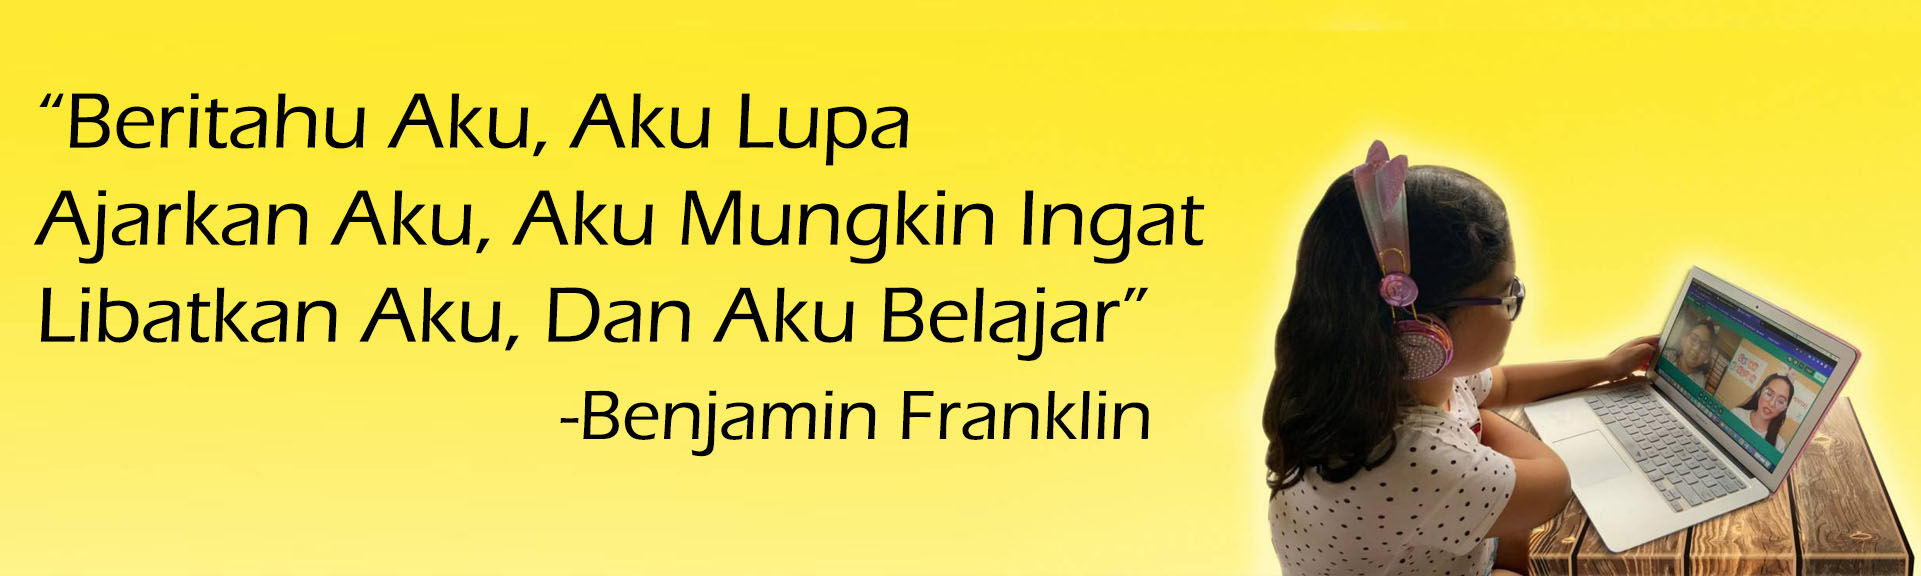 “Beritahu Aku, Aku Lupa
Ajarkan Aku, Aku Mungkin Ingat
Libatkan Aku, Dan Aku Belajar”
-Benjamin Franklin